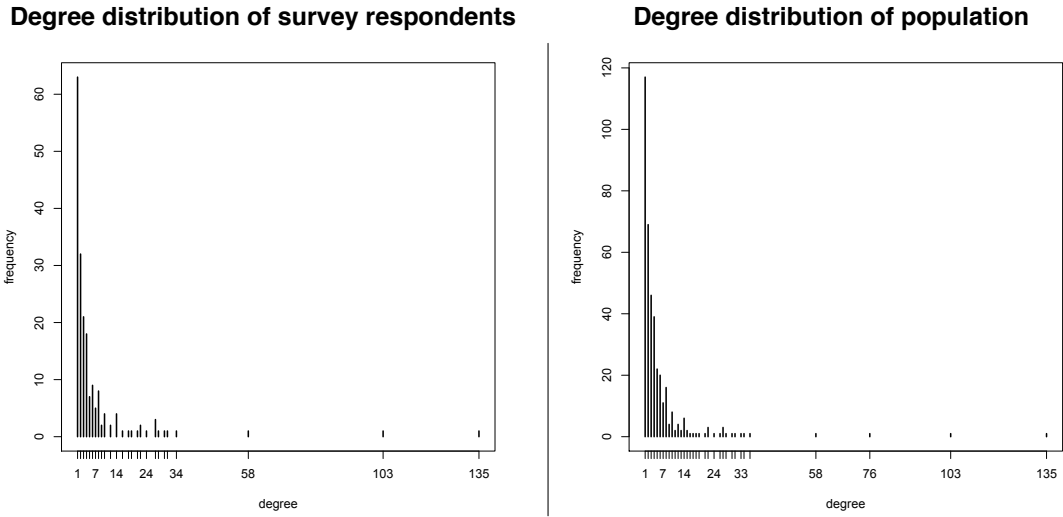 Degree distribution of survey respondents
frequency
0 10 20 30 40 50 60
1 7 14 24 34 58 103 135
degree
Degree distribution of population
frequency
0 20 40 60 80 100 120
1 7 14 24 33 58 76 103 135
degree